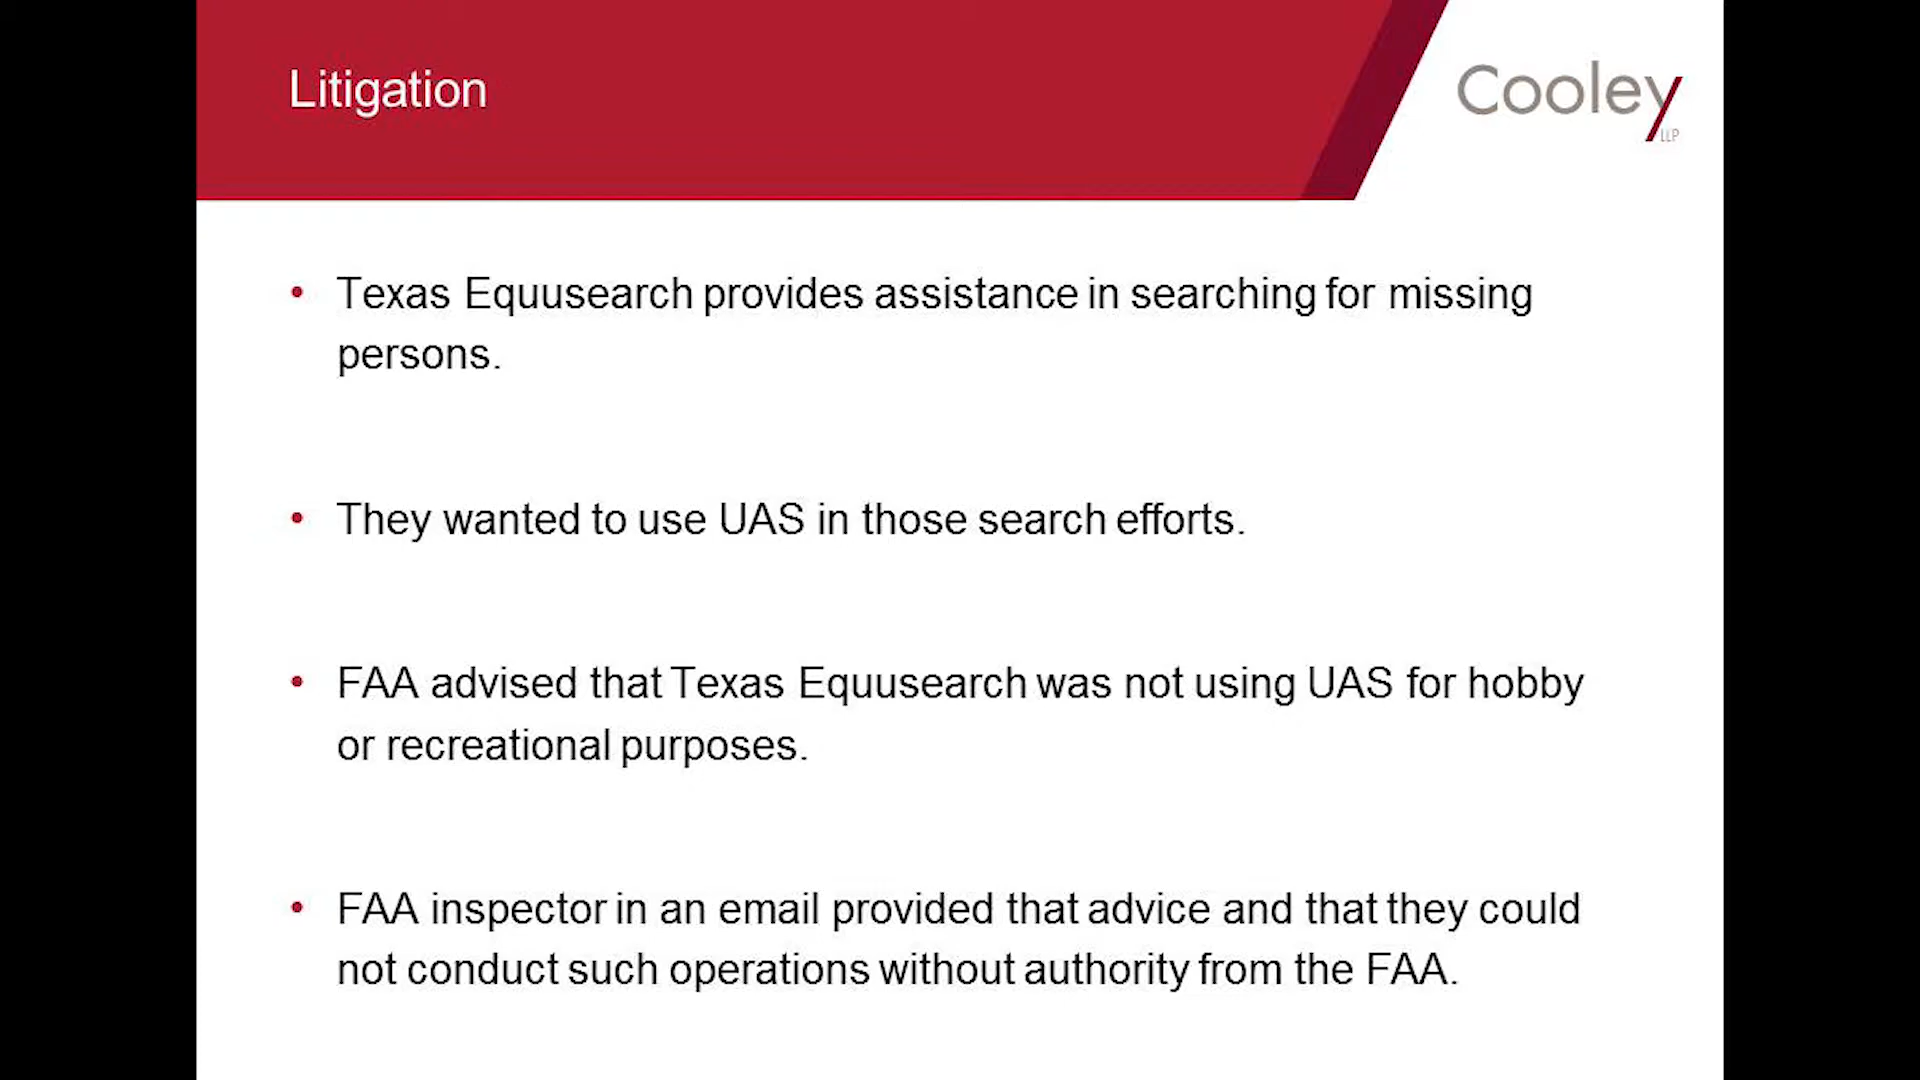 Litigation
Cooley
LLP
• Texas Equusearch provides assistance in searching for missing
persons.
• They wanted to use UAS in those search efforts.
• FAA advised that Texas Equusearch was not using UAS for hobby
or recreational purposes.
• FAA inspector in an email provided that advice and that they could
not conduct such operations without authority from the FAA.